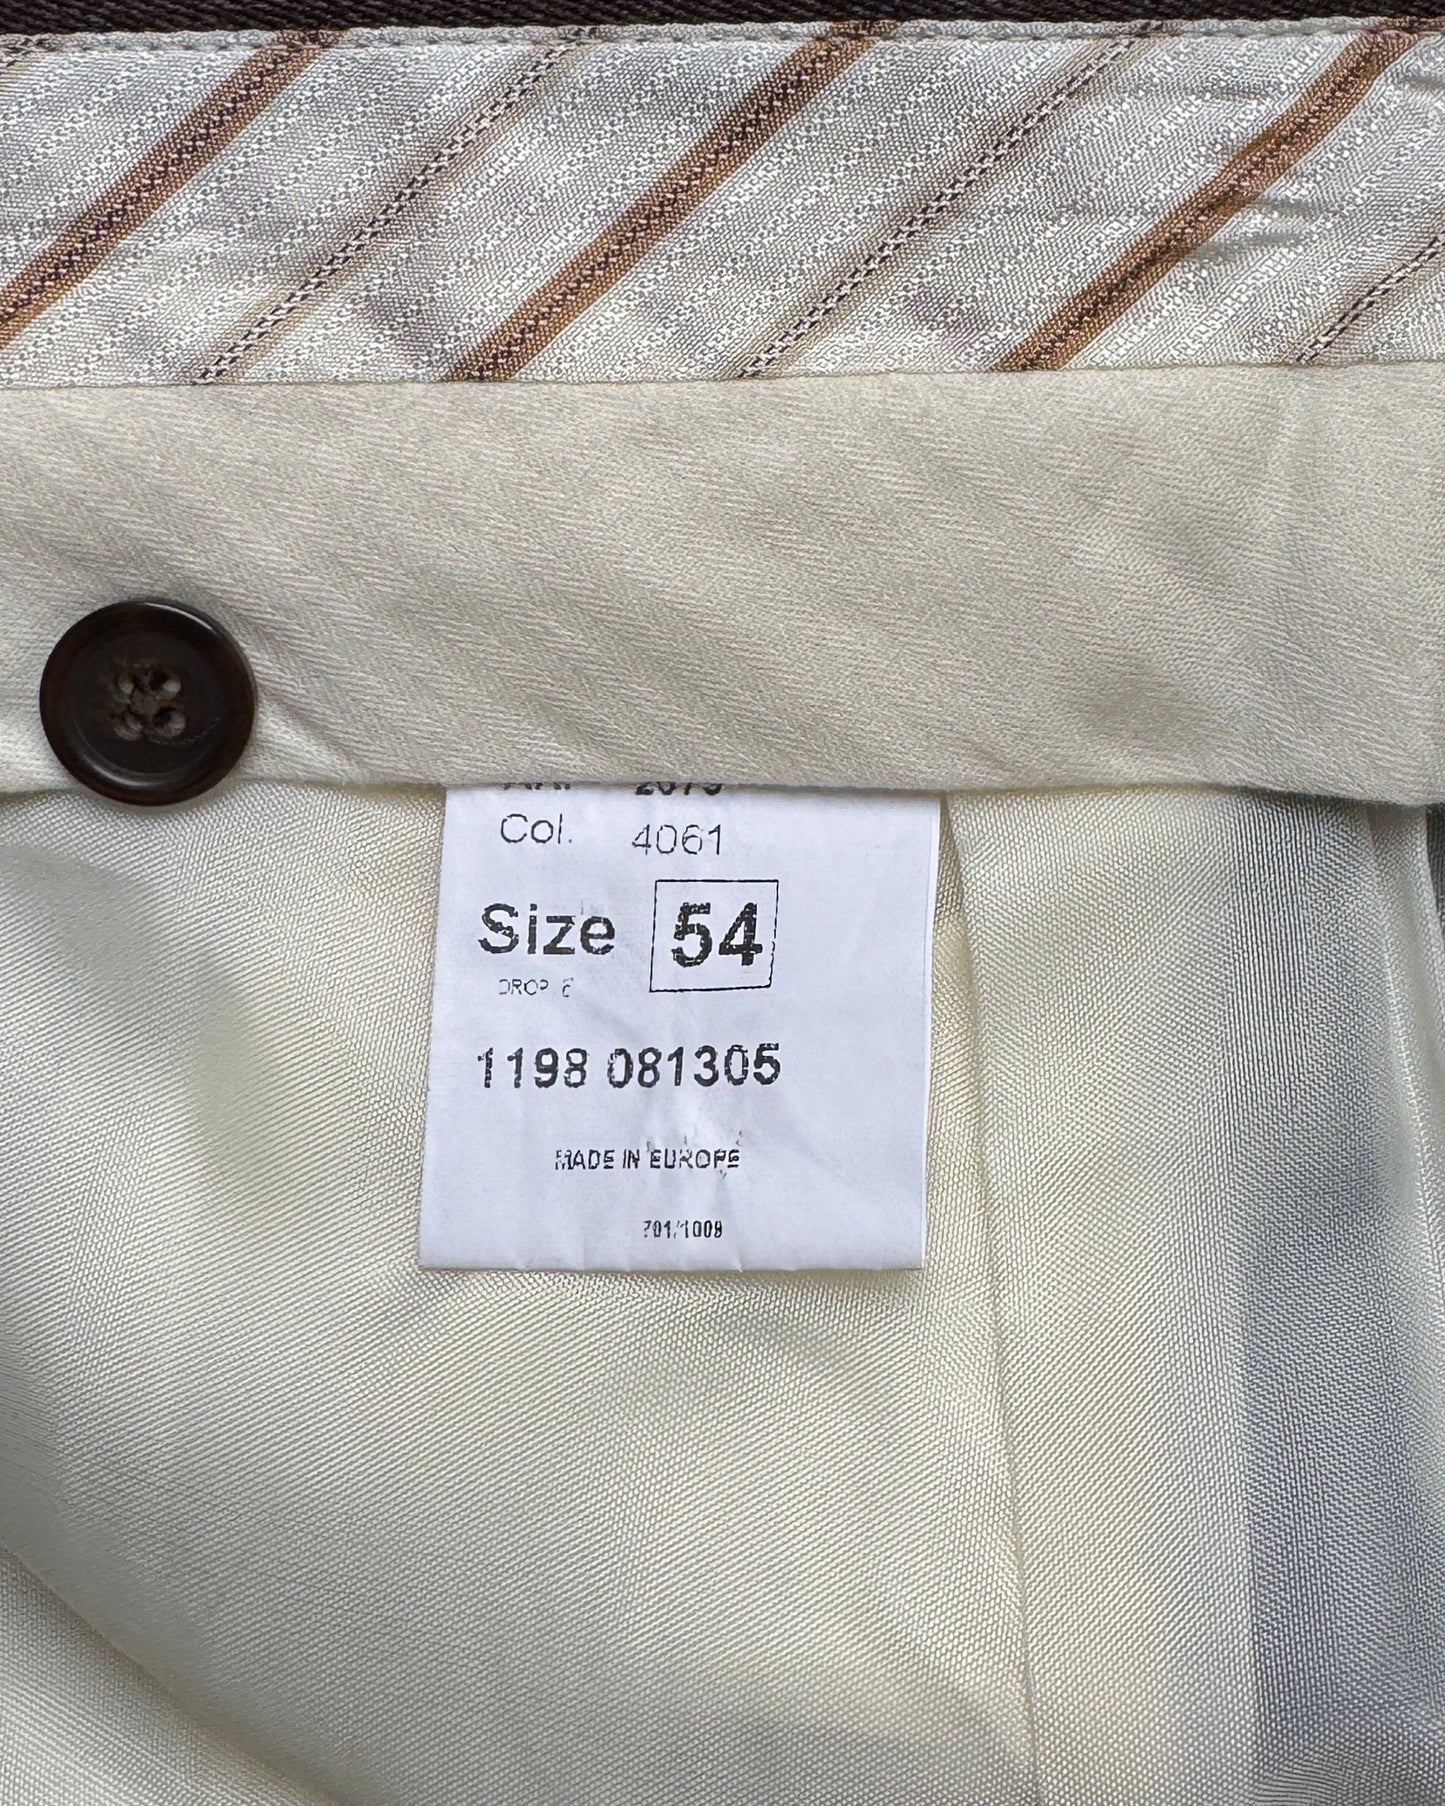 Col. 4061
Size 54
DROP 6
1198 081305
MADE IN EUROPE
701/1009